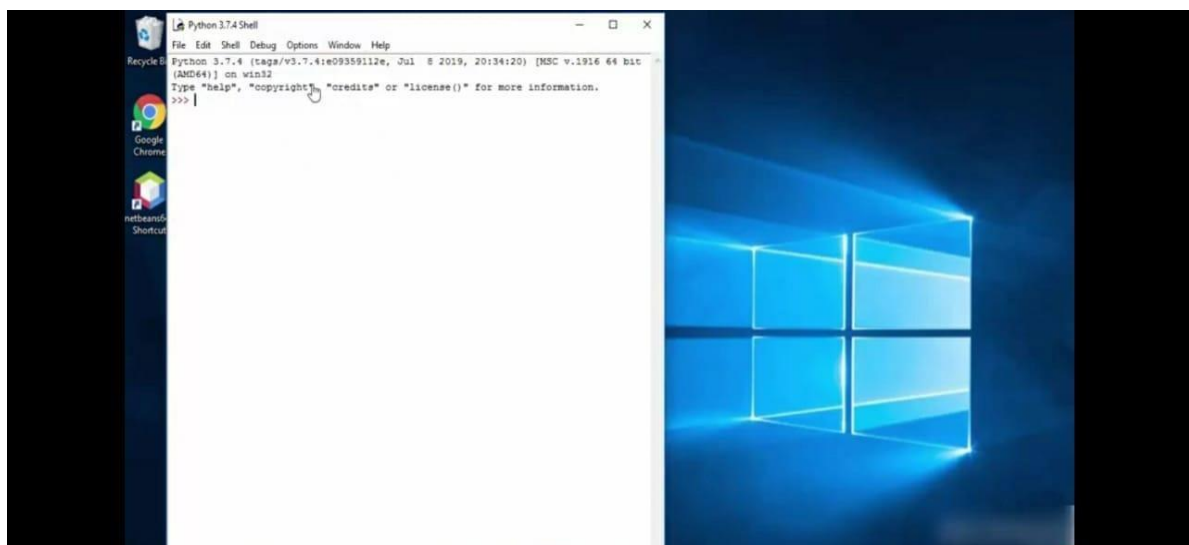 Python 3.7.4 Shell
File Edit Shell Debug Options Window Help
Python 3.7.4 (tags/v3.7.4:e09359112e, Jul 8 2019, 20:34:20) [MSC v.1916 64 bit
(AMD64)] on win32
Type "help", "copyright", "credits" or "license()" for more information.
>>>
Recycle B
Google
Chrome
netbeans6
Shortcut